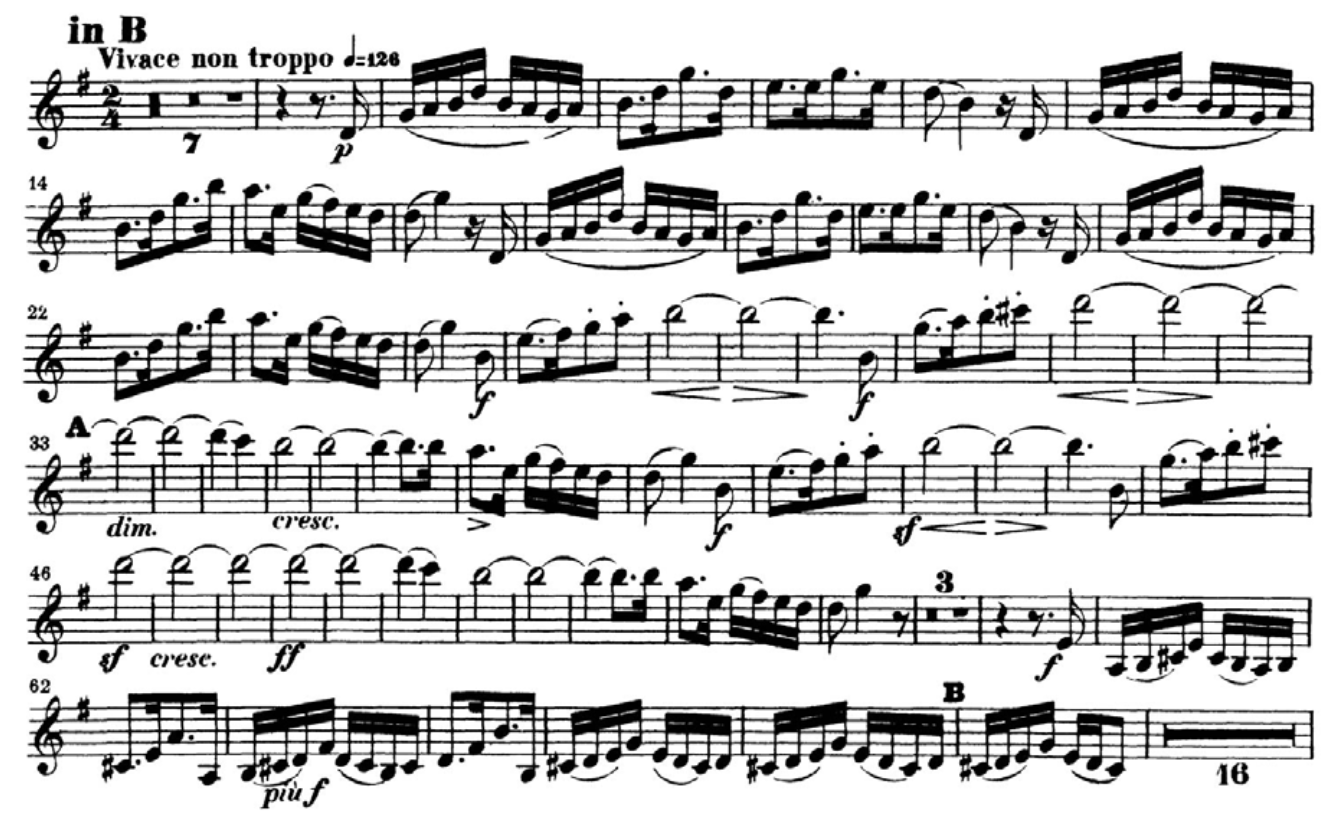 in B
Vivace non troppo ♩=126
2
4
7
p
14
22
f f
A
33
dim. cresc. f sf
3
46
sf cresc. ff f
B
62
più f
16